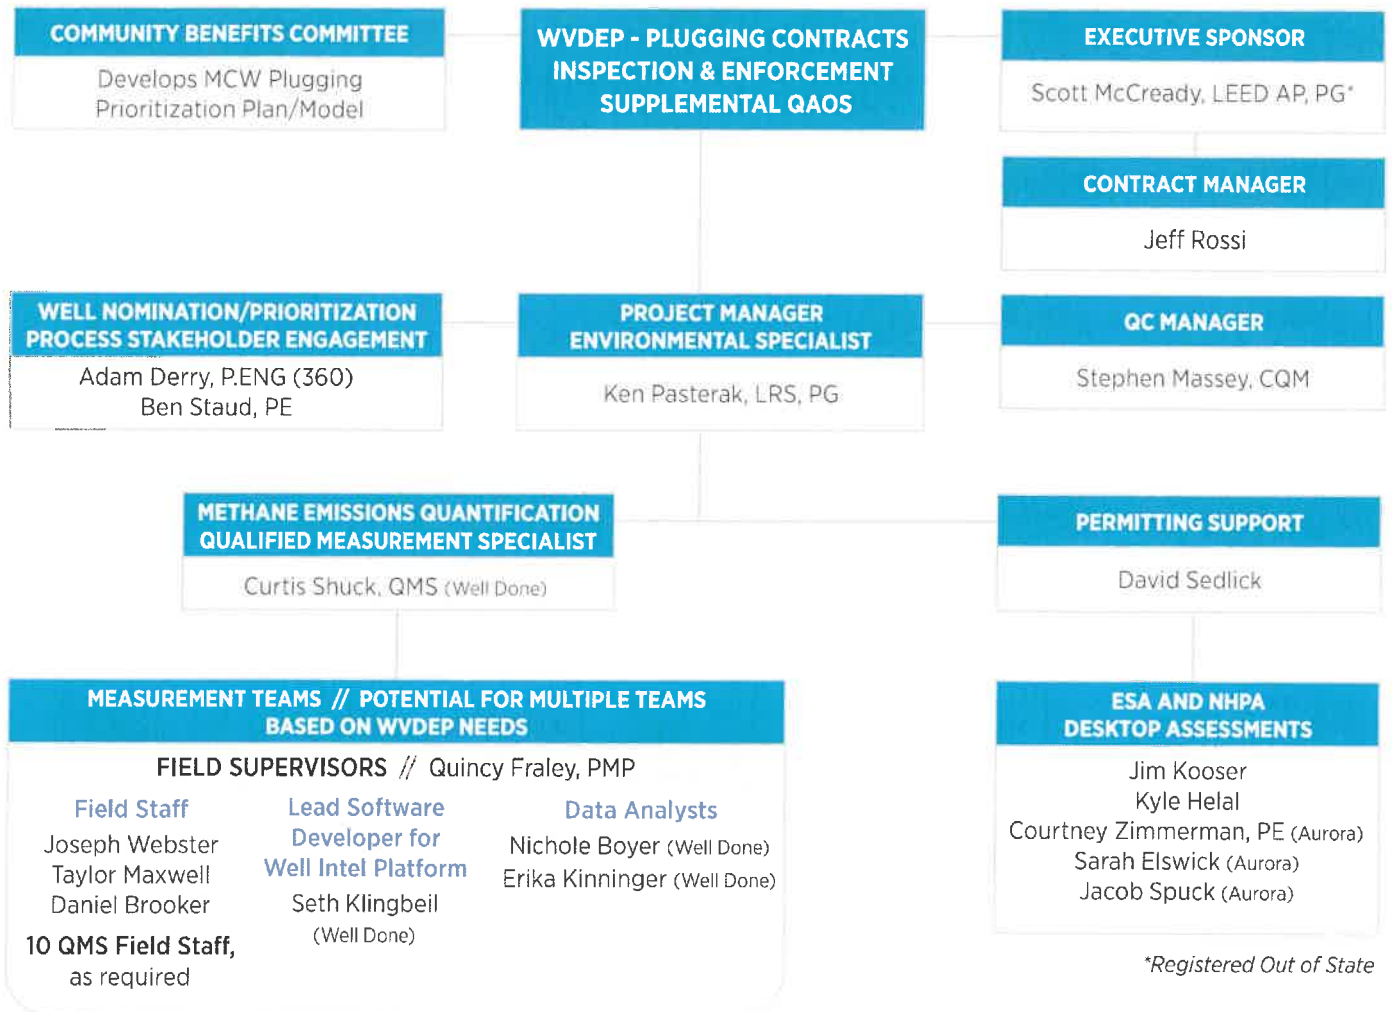 COMMUNITY BENEFITS COMMITTEE
Develops MCW Plugging
Prioritization Plan/Model
WVDEP - PLUGGING CONTRACTS
INSPECTION & ENFORCEMENT
SUPPLEMENTAL QAOS
EXECUTIVE SPONSOR
Scott McCready, LEED AP, PG*
CONTRACT MANAGER
Jeff Rossi
WELL NOMINATION/PRIORITIZATION
PROCESS STAKEHOLDER ENGAGEMENT
Adam Derry, P.ENG (360)
Ben Staud, PE
PROJECT MANAGER
ENVIRONMENTAL SPECIALIST
Ken Pasterak, LRS, PG
QC MANAGER
Stephen Massey, CQM
METHANE EMISSIONS QUANTIFICATION
QUALIFIED MEASUREMENT SPECIALIST
Curtis Shuck, QMS (Well Done)
PERMITTING SUPPORT
David Sedlick
MEASUREMENT TEAMS // POTENTIAL FOR MULTIPLE TEAMS
BASED ON WVDEP NEEDS
FIELD SUPERVISORS // Quincy Fraley, PMP
Field Staff
Joseph Webster
Taylor Maxwell
Daniel Brooker
10 QMS Field Staff,
as required
Lead Software
Developer for
Well Intel Platform
Seth Klingbeil
(Well Done)
Data Analysts
Nichole Boyer (Well Done)
Erika Kinninger (Well Done)
ESA AND NHPA
DESKTOP ASSESSMENTS
Jim Kooser
Kyle Helal
Courtney Zimmerman, PE (Aurora)
Sarah Elswick (Aurora)
Jacob Spuck (Aurora)
*Registered Out of State